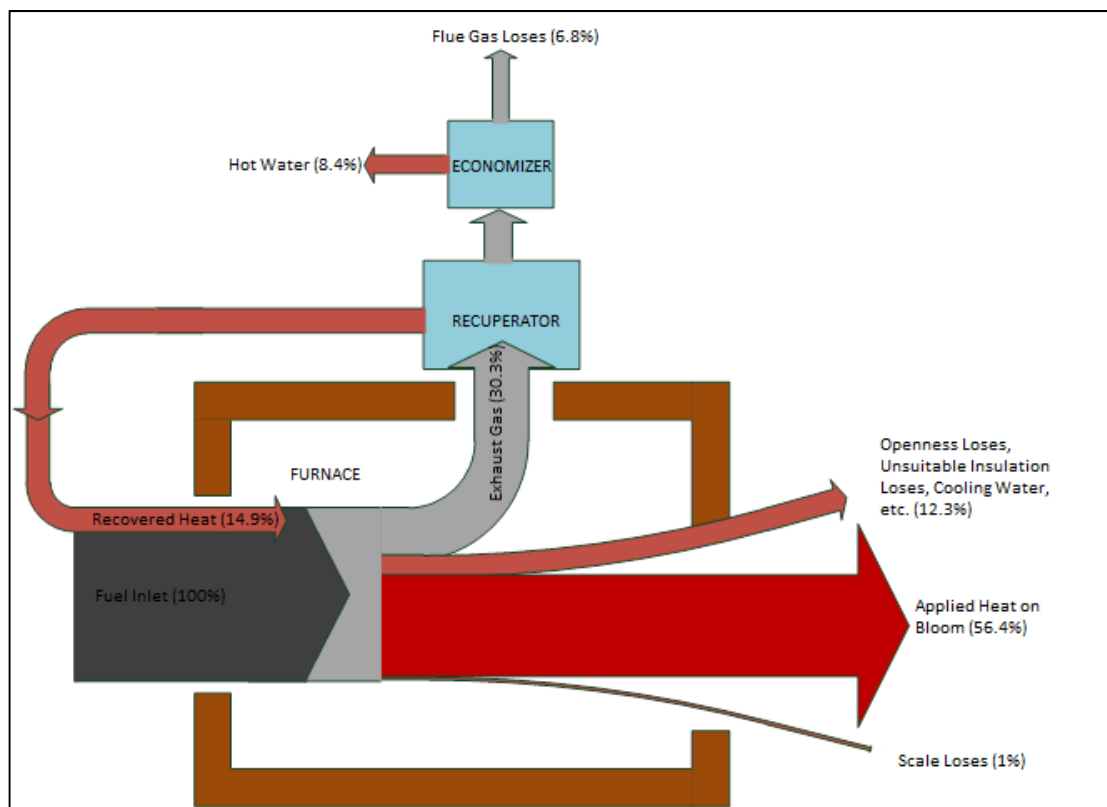 Flue Gas Loses (6.8%)
Hot Water (8.4%)
ECONOMIZER
RECUPERATOR
Exhaust Gas (30.3%)
FURNACE
Openness Loses,
Unsuitable Insulation
Loses, Cooling Water,
etc. (12.3%)
Recovered Heat (14.9%)
Fuel Inlet (100%)
Applied Heat on
Bloom (56.4%)
Scale Loses (1%)